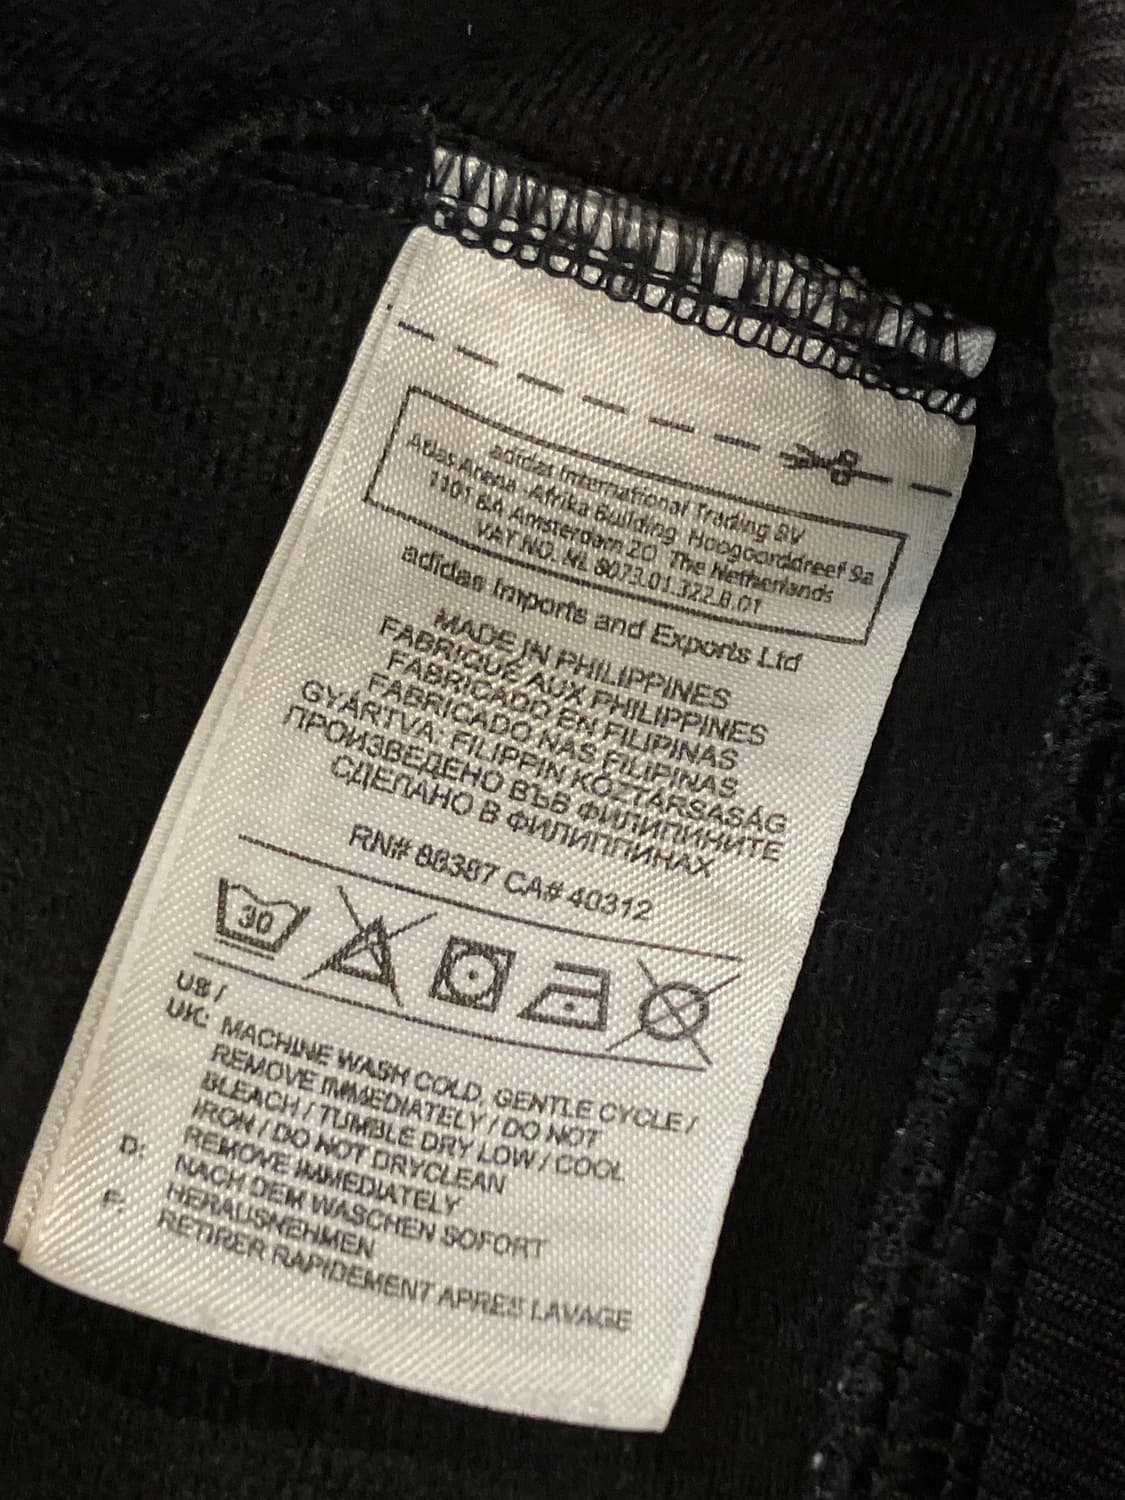 adidas International Trading BV
Atlas Arena - Afrika Building Hoogoorddreef 9a
1101 BA Amsterdam ZO The Netherlands
VAT NO. NL 8073.01.322.B.01
adidas Imports and Exports Ltd
MADE IN PHILIPPINES
FABRIQUÉ AUX PHILIPPINES
FABRICADO EN FILIPINAS
FABRICADO NAS FILIPINAS
GYÁRTVA: FILIPPIN KÖZTÁRSASÁG
ПРОИЗВЕДЕНО ВЪВ ФИЛИПИНИТЕ
СДЕЛАНО В ФИЛИППИНАХ
RN# 88387 CA# 40312
30
US /
UK: MACHINE WASH COLD, GENTLE CYCLE /
REMOVE IMMEDIATELY / DO NOT
BLEACH / TUMBLE DRY LOW / COOL
IRON / DO NOT DRYCLEAN
REMOVE IMMEDIATELY
D: NACH DEM WASCHEN SOFORT
HERAUSNEHMEN
F: RETIRER RAPIDEMENT APRES LAVAGE